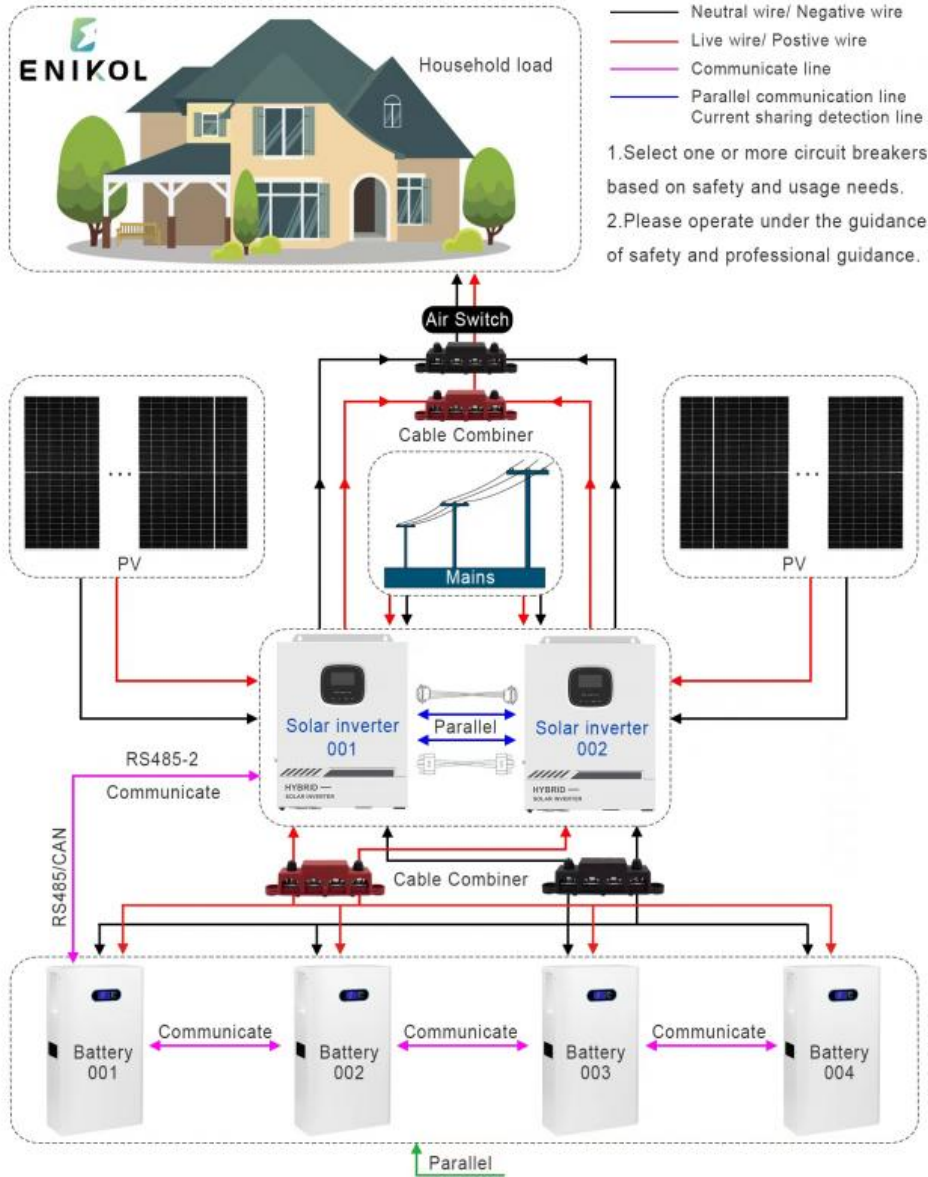 ENIKOL
Household load
Neutral wire/ Negative wire
Live wire/ Postive wire
Communicate line
Parallel communication line
Current sharing detection line
1.Select one or more circuit breakers
based on safety and usage needs.
2.Please operate under the guidance
of safety and professional guidance.
Air Switch
Cable Combiner
PV
Mains
PV
Solar inverter
001
Parallel
Solar inverter
002
HYBRID —
SOLAR INVERTER
HYBRID —
SOLAR INVERTER
RS485-2
Communicate
RS485/CAN
Cable Combiner
Battery
001
Communicate
Battery
002
Communicate
Battery
003
Communicate
Battery
004
Parallel